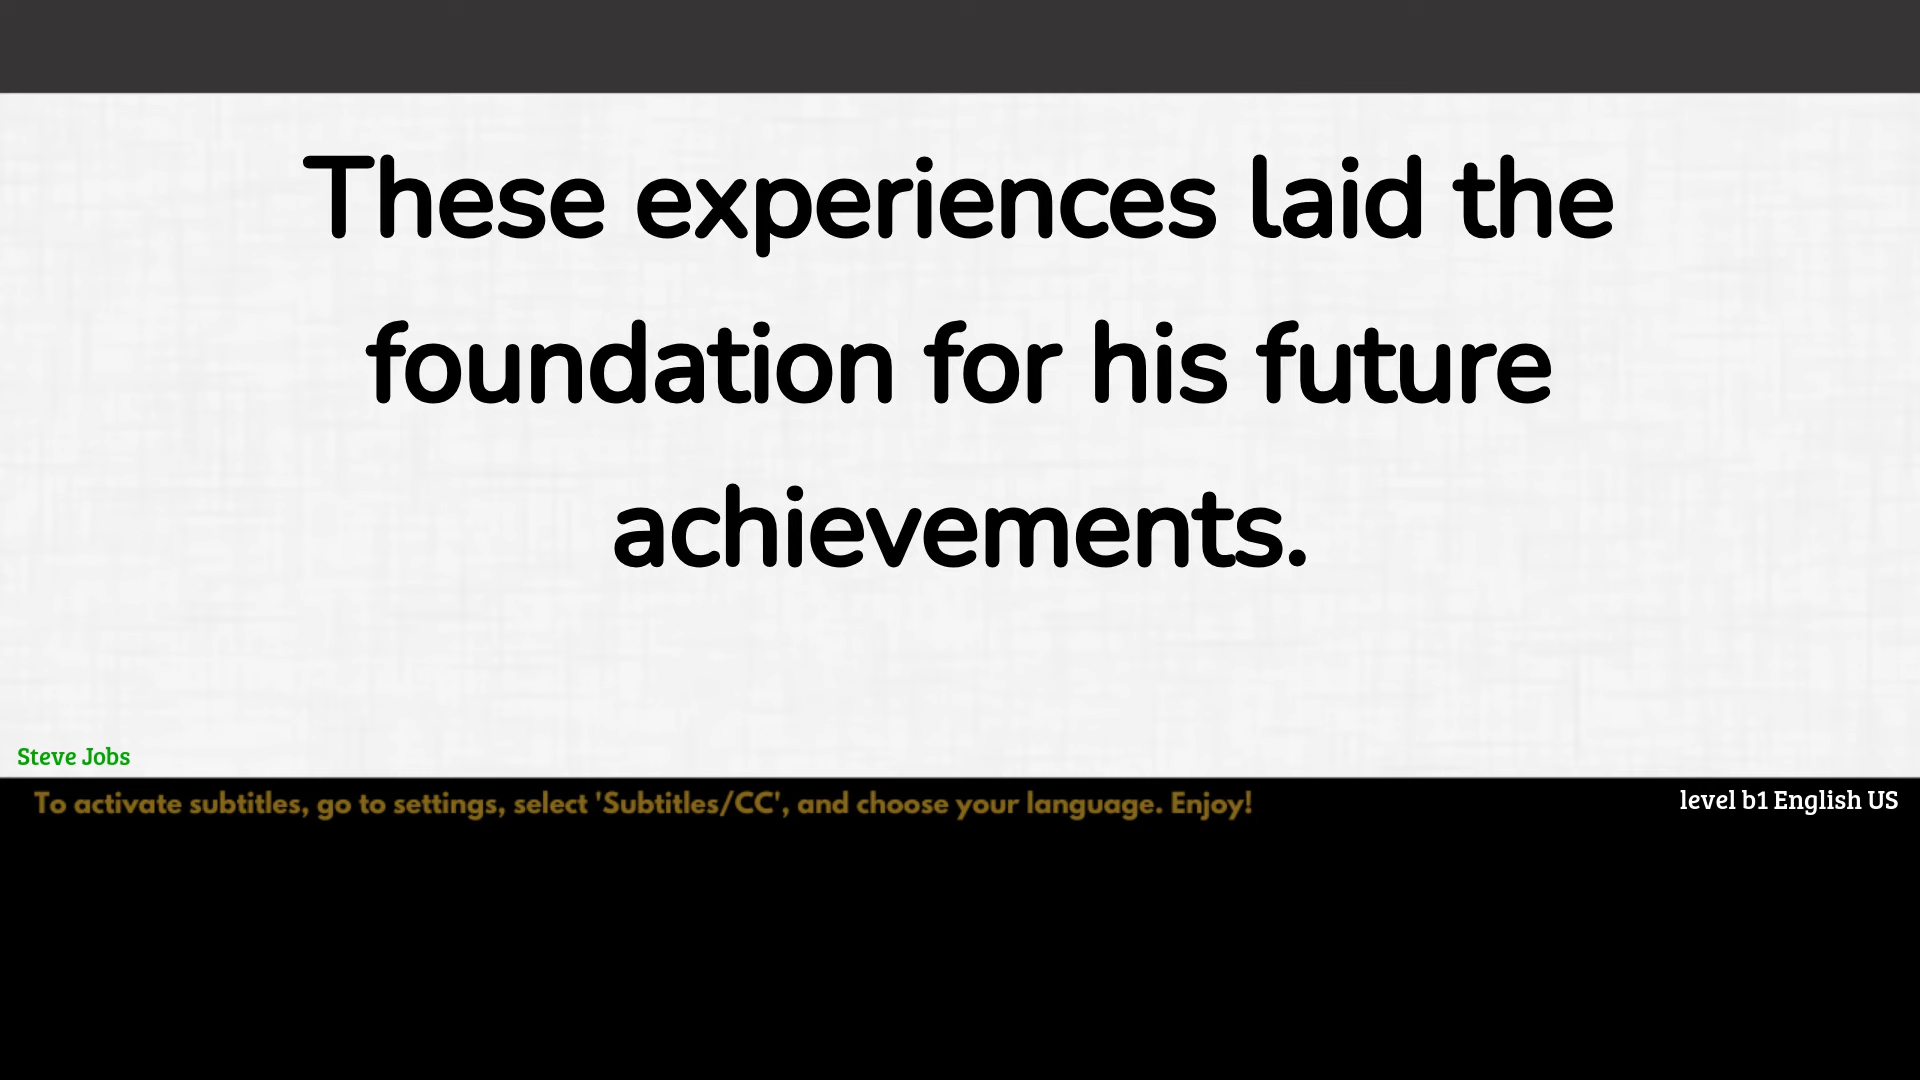 These experiences laid the
foundation for his future
achievements.
Steve Jobs
To activate subtitles, go to settings, select 'Subtitles/CC', and choose your language. Enjoy!
level b1 English US